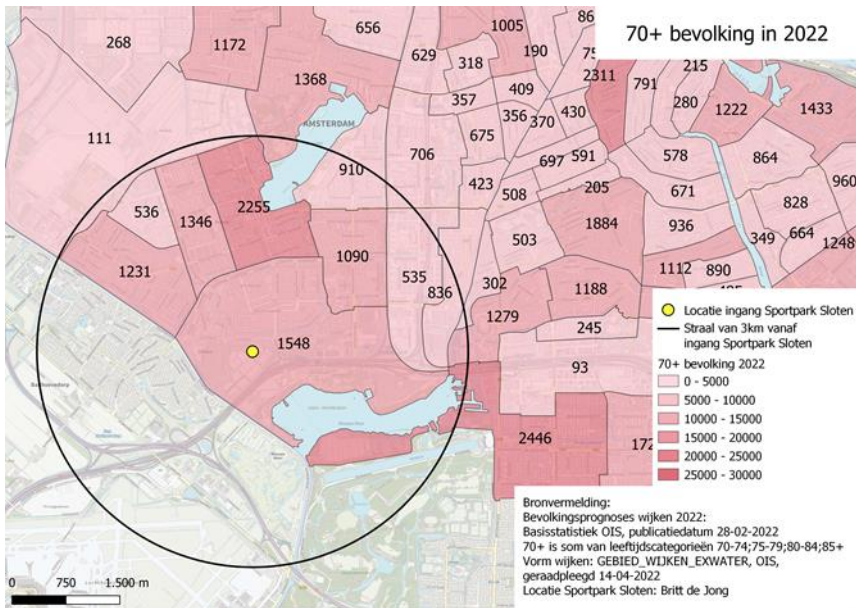 70+ bevolking in 2022
268
1172
656
629
318
1005
190
2311
791
215
280
1222
1433
1368
357
409
356
370
430
AMSTERDAM
675
111
910
706
697
591
578
864
423
508
205
671
960
536
1346
2255
828
1884
936
664
503
349
1248
1231
1090
535
836
302
1188
1112
890
1279
245
1548
93
2446
172
Locatie ingang Sportpark Sloten
Straal van 3km vanaf
ingang Sportpark Sloten
70+ bevolking 2022
0 - 5000
5000 - 10000
10000 - 15000
15000 - 20000
20000 - 25000
25000 - 30000
Bronvermelding:
Bevolkingsprognoses wijken 2022:
Basisstatistiek OIS, publicatiedatum 28-02-2022
70+ is som van leeftijdscategorieën 70-74;75-79;80-84;85+
Vorm wijken: GEBIED_WIJKEN_EXWATER, OIS,
geraadpleegd 14-04-2022
Locatie Sportpark Sloten: Britt de Jong
0 750 1.500 m